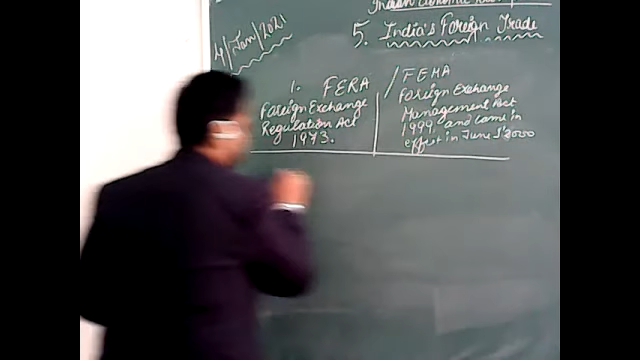 Indian Economic
5. India's Foreign Trade
4/Jan/2021
1. FERA
Foreign Exchange
Regulation Act
1973.
/ FEMA
Foreign Exchange
Management Act
1999, and came in
effect in June 1, 2000